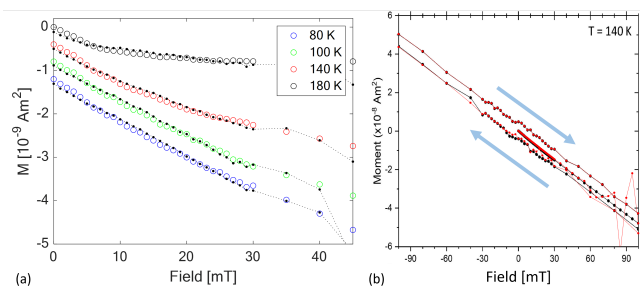 0
-1
-2
-3
-4
-5
0 10 20 30 40
M [10⁻⁹ Am²]
Field [mT]
80 K
100 K
140 K
180 K
(a)
6
4
2
0
-2
-4
-6
-90 -60 -30 0 30 60 90
Moment (x10⁻⁸ Am²)
Field [mT]
T = 140 K
(b)